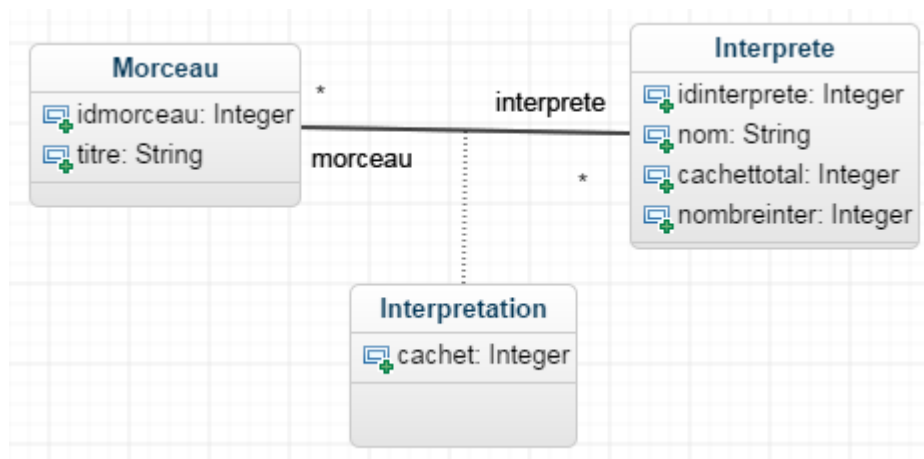 Morceau
idmorceau: Integer
titre: String
*
morceau
interprete
*
Interprete
idinterprete: Integer
nom: String
cachettotal: Integer
nombreinter: Integer
Interpretation
cachet: Integer